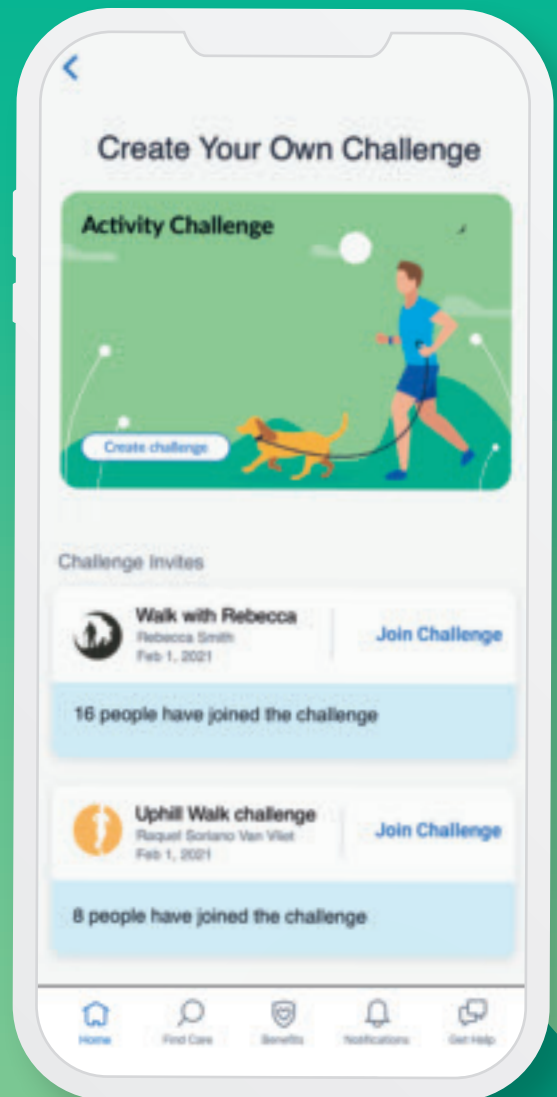 Create Your Own Challenge
Activity Challenge
Create challenge
Challenge Invites
Walk with Rebecca
Rebecca Smith
Feb 1, 2021
Join Challenge
16 people have joined the challenge
Uphill Walk challenge
Raquel Soriano Van Vliet
Feb 1, 2021
Join Challenge
8 people have joined the challenge
Home
Find Care
Benefits
Notifications
Get Help